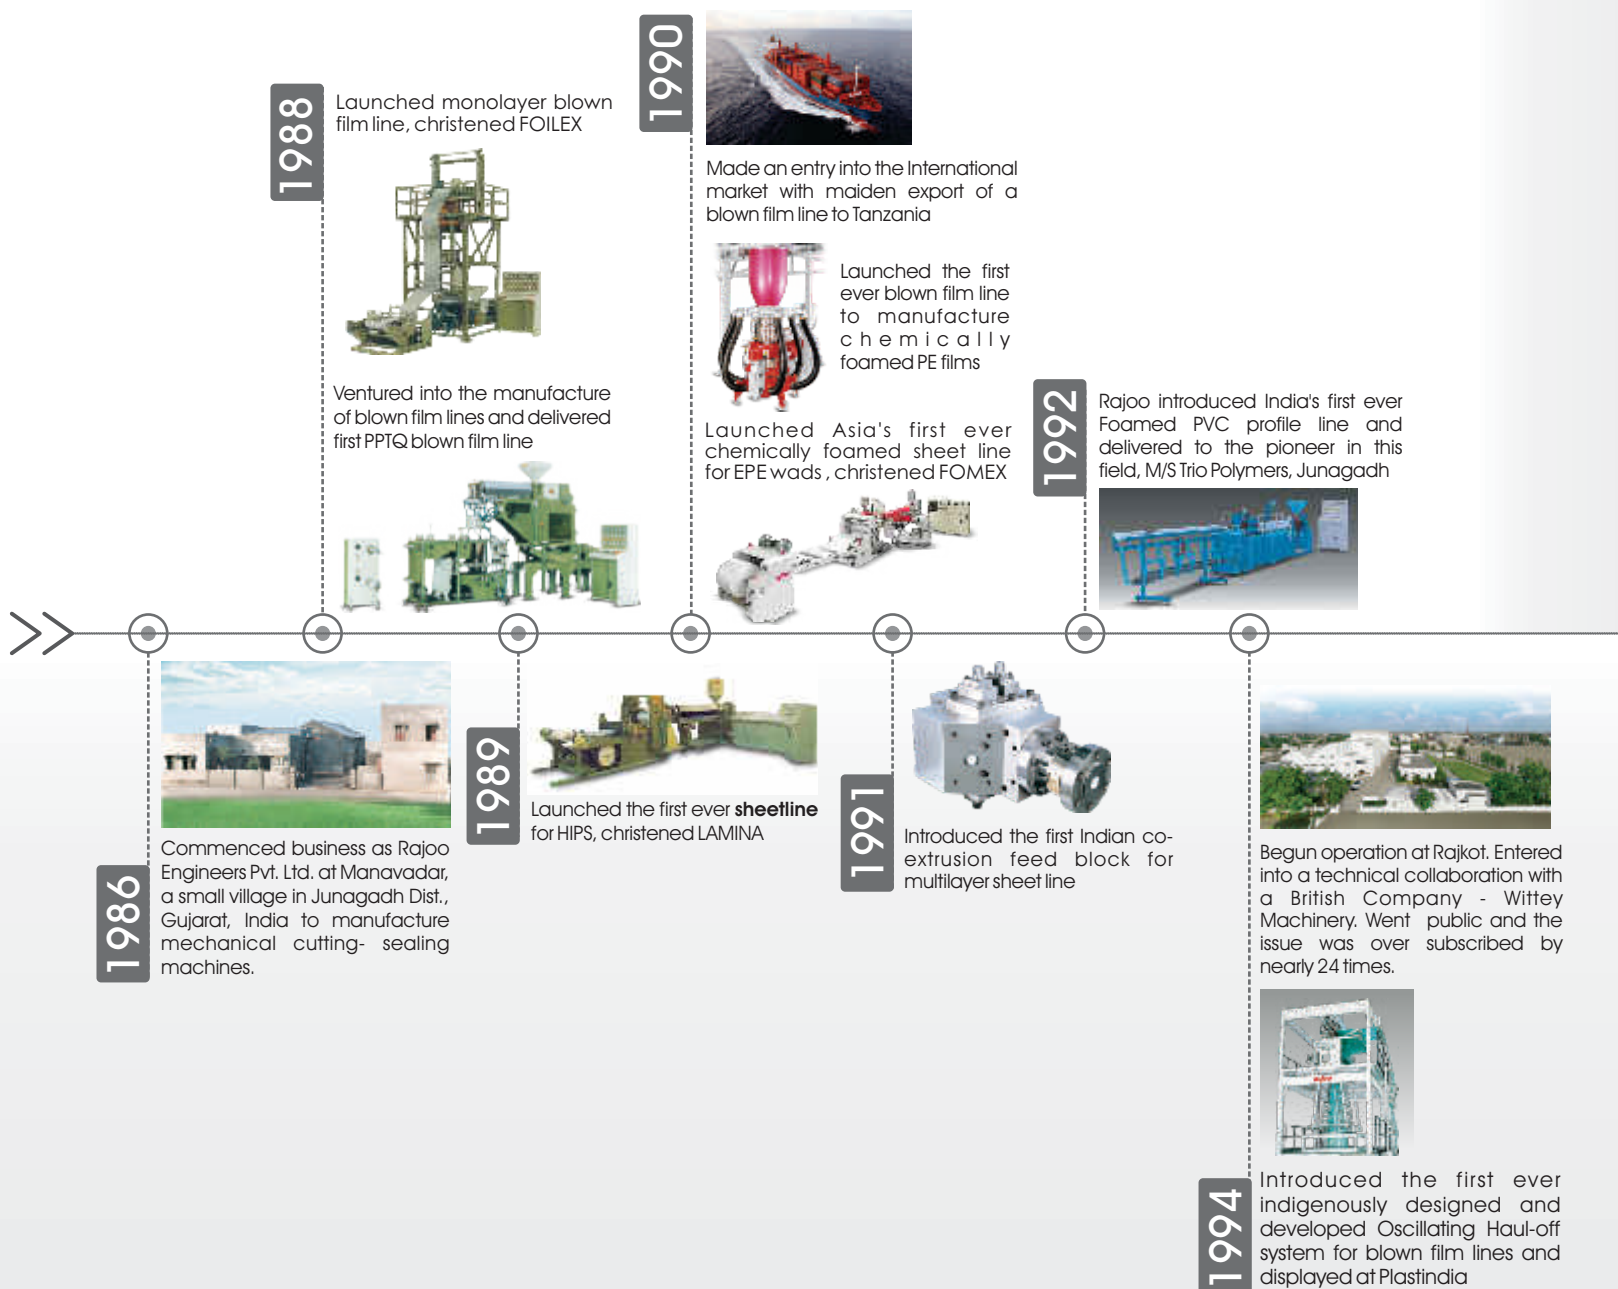 1986
Commenced business as Rajoo
Engineers Pvt. Ltd. at Manavadar,
a small village in Junagadh Dist.,
Gujarat, India to manufacture
mechanical cutting- sealing
machines.
1988
Launched monolayer blown
film line, christened FOILEX
Ventured into the manufacture
of blown film lines and delivered
first PPTQ blown film line
1989
Launched the first ever sheetline
for HIPS, christened LAMINA
1990
Made an entry into the International
market with maiden export of a
blown film line to Tanzania
Launched the first
ever blown film line
to manufacture
chemically
foamed PE films
Launched Asia's first ever
chemically foamed sheet line
for EPE wads , christened FOMEX
1991
Introduced the first Indian co-
extrusion feed block for
multilayer sheet line
1992
Rajoo introduced India's first ever
Foamed PVC profile line and
delivered to the pioneer in this
field, M/S Trio Polymers, Junagadh
1994
Begun operation at Rajkot. Entered
into a technical collaboration with
a British Company - Wittey
Machinery. Went public and the
issue was over subscribed by
nearly 24 times.
Introduced the first ever
indigenously designed and
developed Oscillating Haul-off
system for blown film lines and
displayed at Plastindia